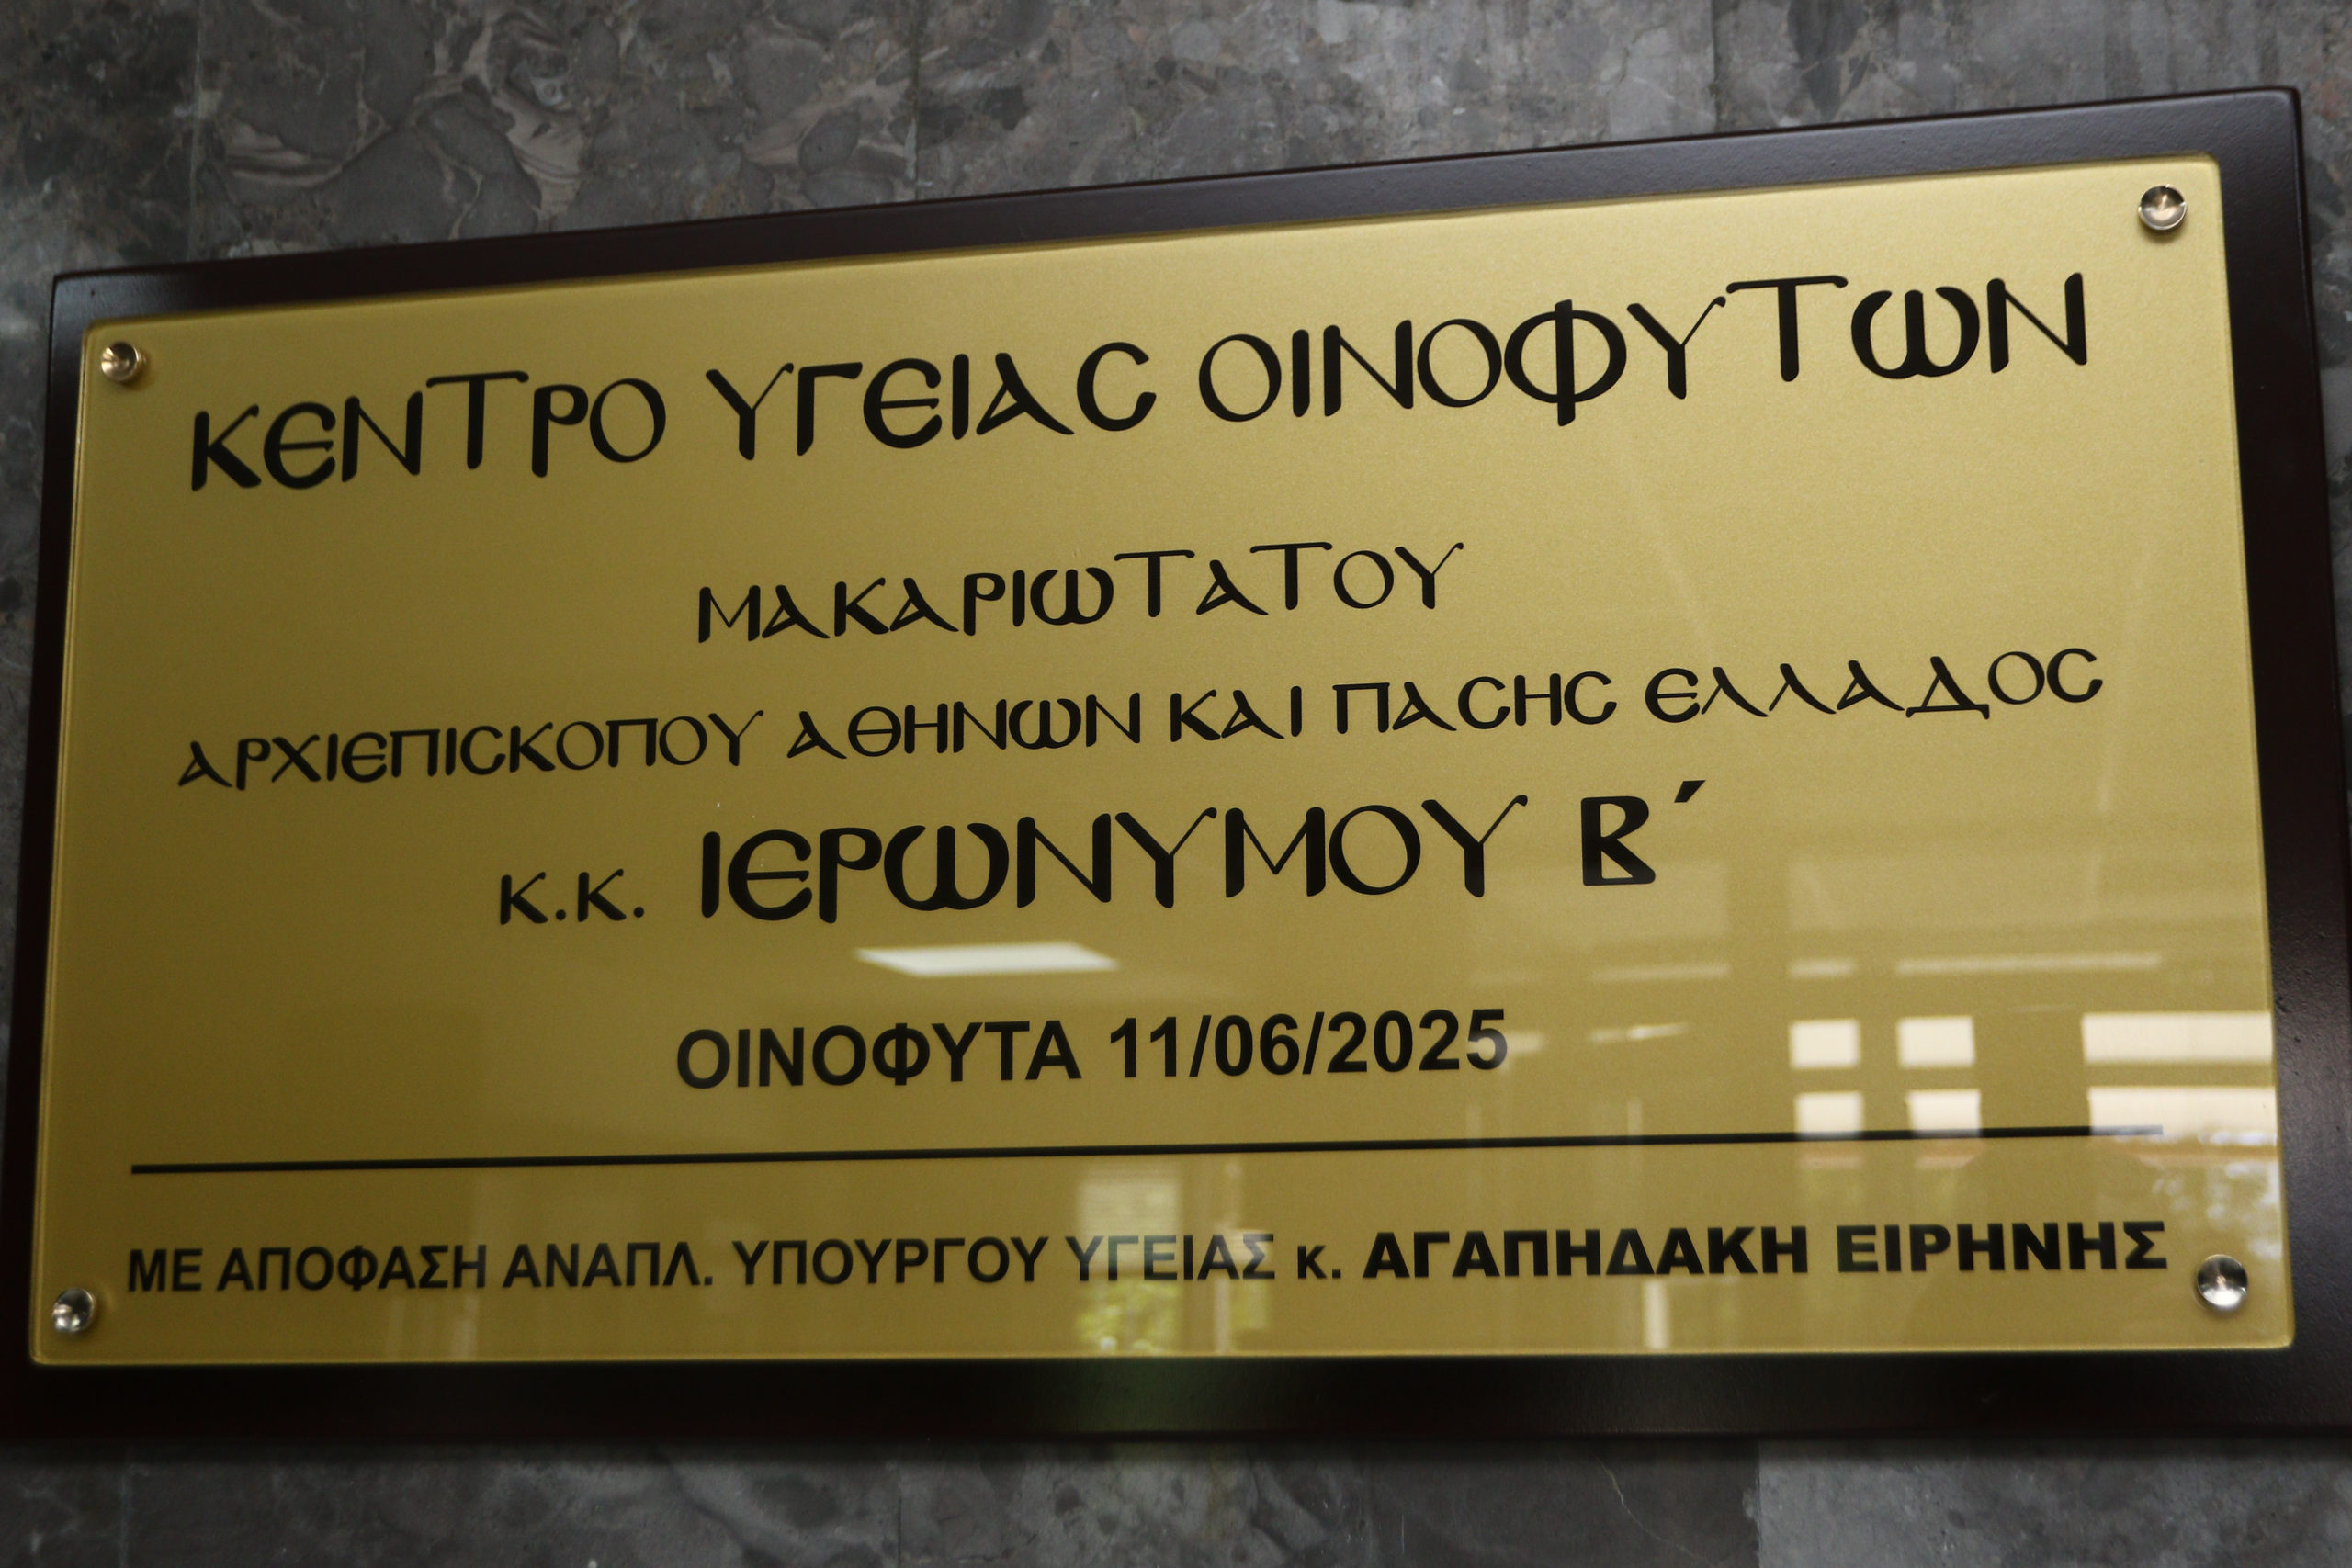 ΚΕΝΤΡΟ ΥΓΕΙΑΣ ΟΙΝΟΦΥΤΩΝ
ΜΑΚΑΡΙΩΤΑΤΟΥ
ΑΡΧΙΕΠΙΣΚΟΠΟΥ ΑΘΗΝΩΝ ΚΑΙ ΠΑΣΗΣ ΕΛΛΑΔΟΣ
κ.κ. ΙΕΡΩΝΥΜΟΥ Β΄
ΟΙΝΟΦΥΤΑ 11/06/2025
ΜΕ ΑΠΟΦΑΣΗ ΑΝΑΠΛ. ΥΠΟΥΡΓΟΥ ΥΓΕΙΑΣ κ. ΑΓΑΠΗΔΑΚΗ ΕΙΡΗΝΗΣ